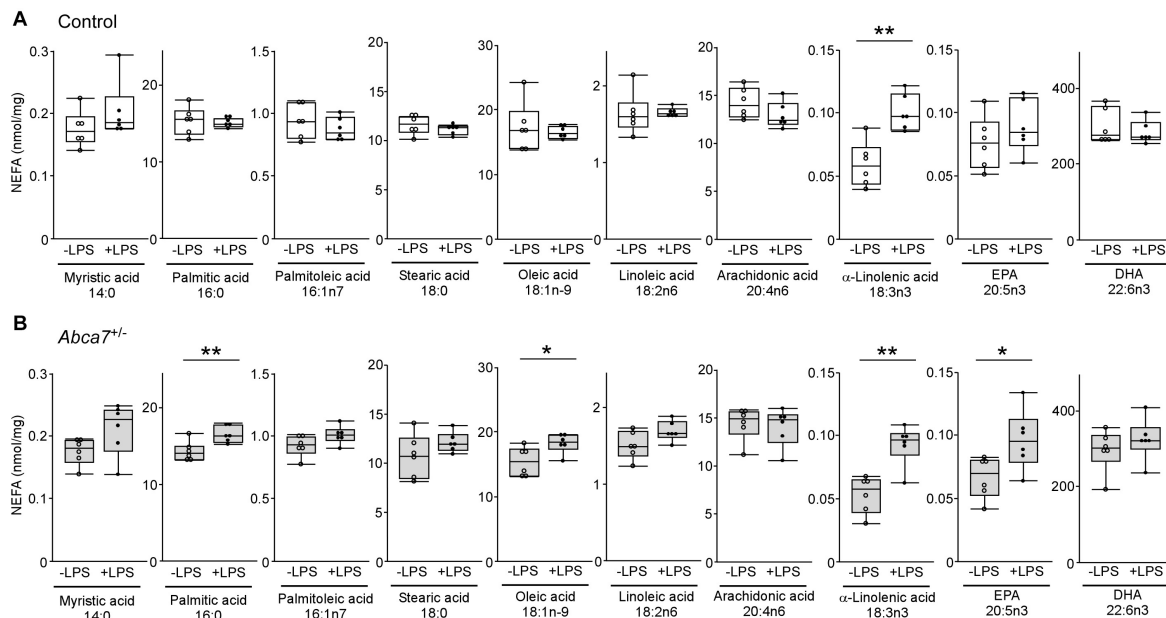 A Control
NEFA (nmol/mg)
0.3 0.2 0.1 0
20 10 0
1.5 1.0 0.5 0
20 15 10 5 0
30 20 10 0
2 1 0
20 15 10 5 0
** 0.15 0.10 0.05 0
0.15 0.10 0.05 0
400 200 0
-LPS +LPS -LPS +LPS -LPS +LPS -LPS +LPS -LPS +LPS -LPS +LPS -LPS +LPS -LPS +LPS -LPS +LPS -LPS +LPS
Myristic acid Palmitic acid Palmitoleic acid Stearic acid Oleic acid Linoleic acid Arachidonic acid α-Linolenic acid EPA DHA
14:0 16:0 16:1n7 18:0 18:1n-9 18:2n6 20:4n6 18:3n3 20:5n3 22:6n3
B Abca7+/-
NEFA (nmol/mg)
0.3 0.2 0.1 0
** 20 10 0
1.5 1.0 0.5 0
20 15 10 5 0
* 30 20 10 0
2 1 0
20 15 10 5 0
** 0.15 0.10 0.05 0
* 0.15 0.10 0.05 0
400 200 0
-LPS +LPS -LPS +LPS -LPS +LPS -LPS +LPS -LPS +LPS -LPS +LPS -LPS +LPS -LPS +LPS -LPS +LPS -LPS +LPS
Myristic acid Palmitic acid Palmitoleic acid Stearic acid Oleic acid Linoleic acid Arachidonic acid α-Linolenic acid EPA DHA
14:0 16:0 16:1n7 18:0 18:1n-9 18:2n6 20:4n6 18:3n3 20:5n3 22:6n3